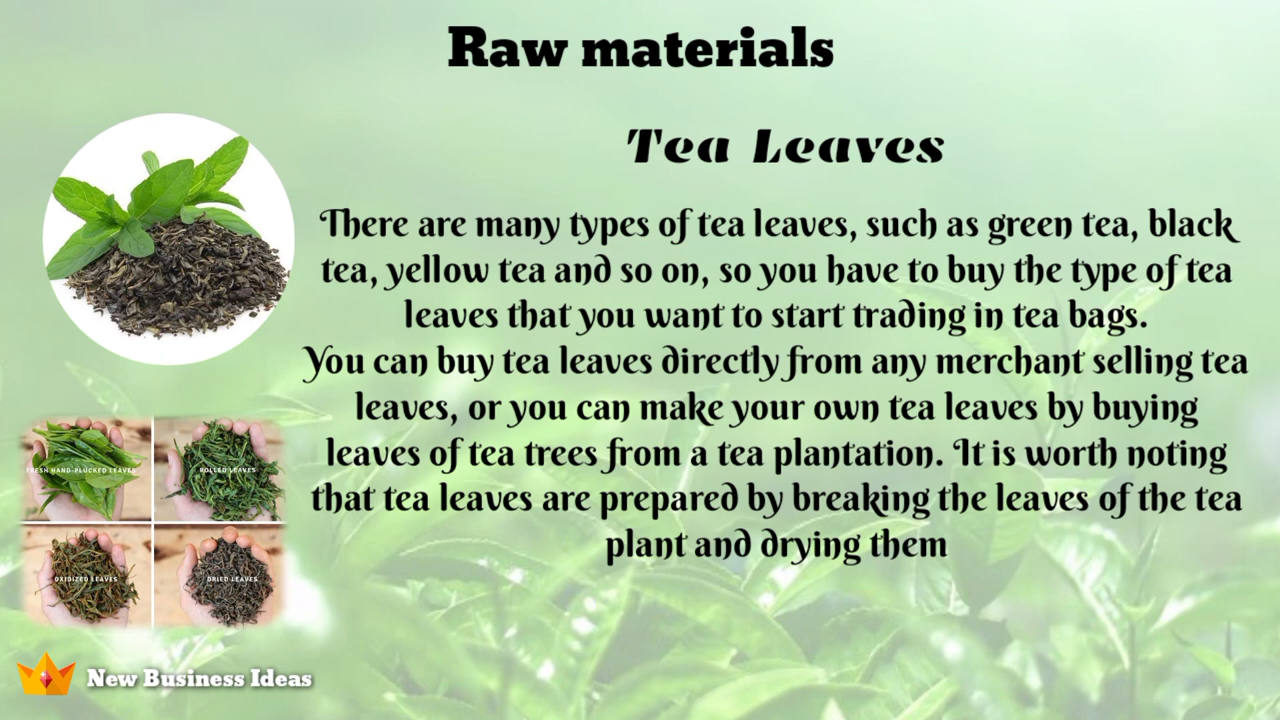 Raw materials
Tea Leaves
There are many types of tea leaves, such as green tea, black
tea, yellow tea and so on, so you have to buy the type of tea
leaves that you want to start trading in tea bags.
You can buy tea leaves directly from any merchant selling tea
leaves, or you can make your own tea leaves by buying
leaves of tea trees from a tea plantation. It is worth noting
that tea leaves are prepared by breaking the leaves of the tea
plant and drying them
FRESH HAND-PLUCKED LEAVES
ROLLED LEAVES
OXIDIZED LEAVES
DRIED LEAVES
New Business Ideas